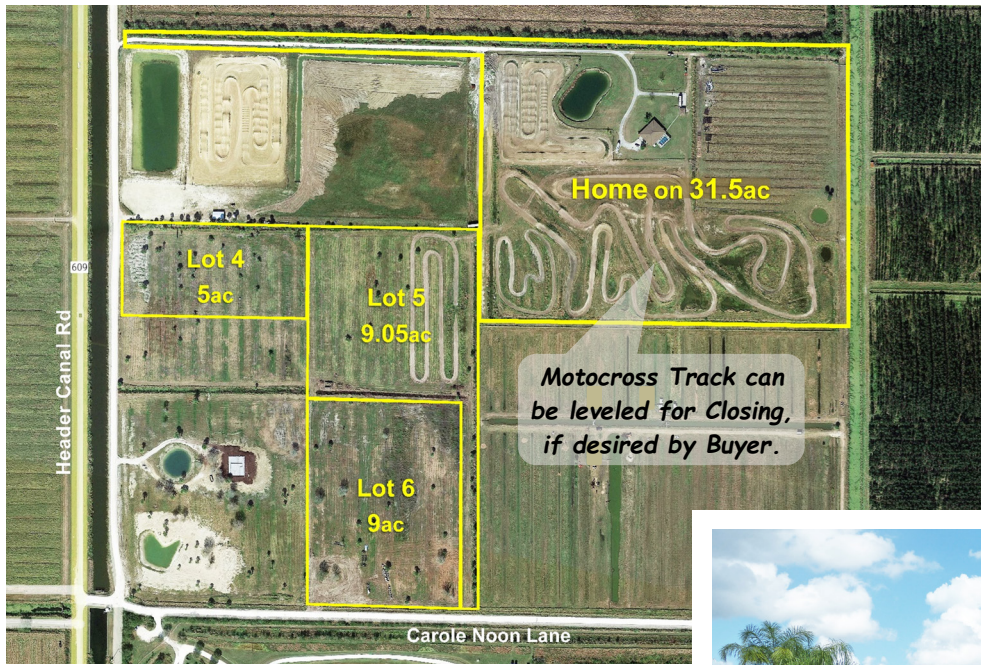 Home on 31.5ac
Lot 4
5ac
Lot 5
9.05ac
609
Header Canal Rd
Motocross Track can
be leveled for Closing,
if desired by Buyer.
Lot 6
9ac
Carole Noon Lane